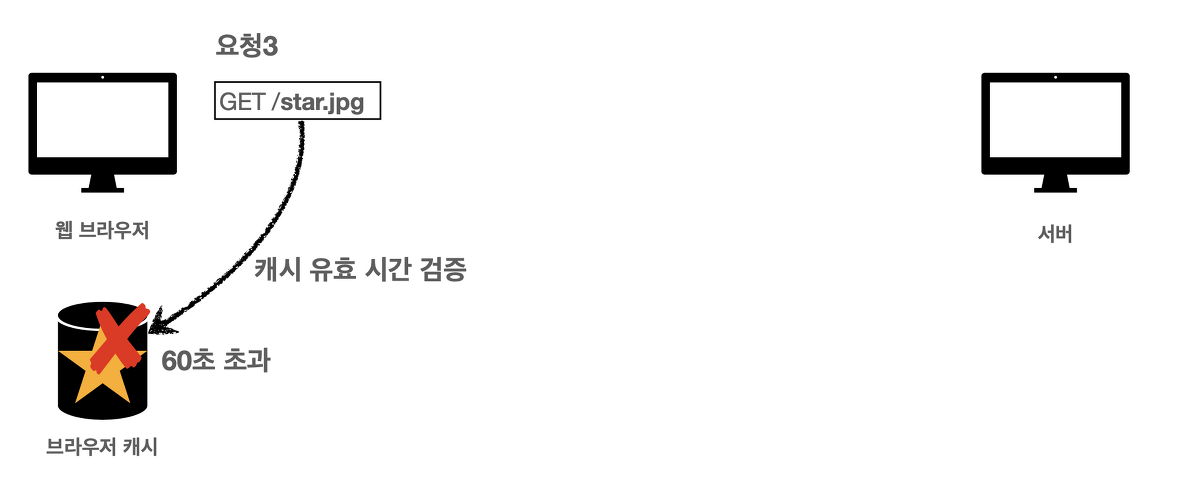 요청3
GET /star.jpg
웹 브라우저
서버
캐시 유효 시간 검증
60초 초과
브라우저 캐시